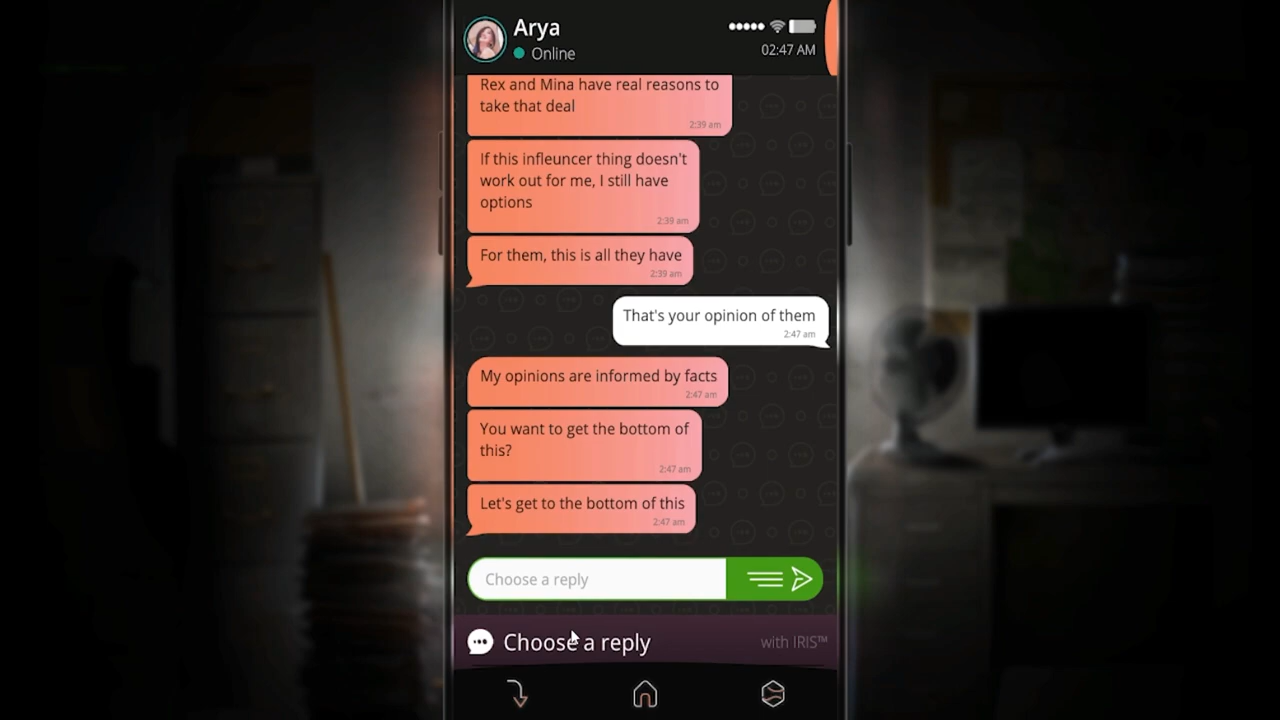 Arya
Online
02:47 AM
Rex and Mina have real reasons to
take that deal
2:39 am
If this infleuncer thing doesn't
work out for me, I still have
options
2:39 am
For them, this is all they have
2:39 am
That's your opinion of them
2:47 am
My opinions are informed by facts
2:47 am
You want to get the bottom of
this?
2:47 am
Let's get to the bottom of this
2:47 am
Choose a reply
Choose a reply
with IRIS™